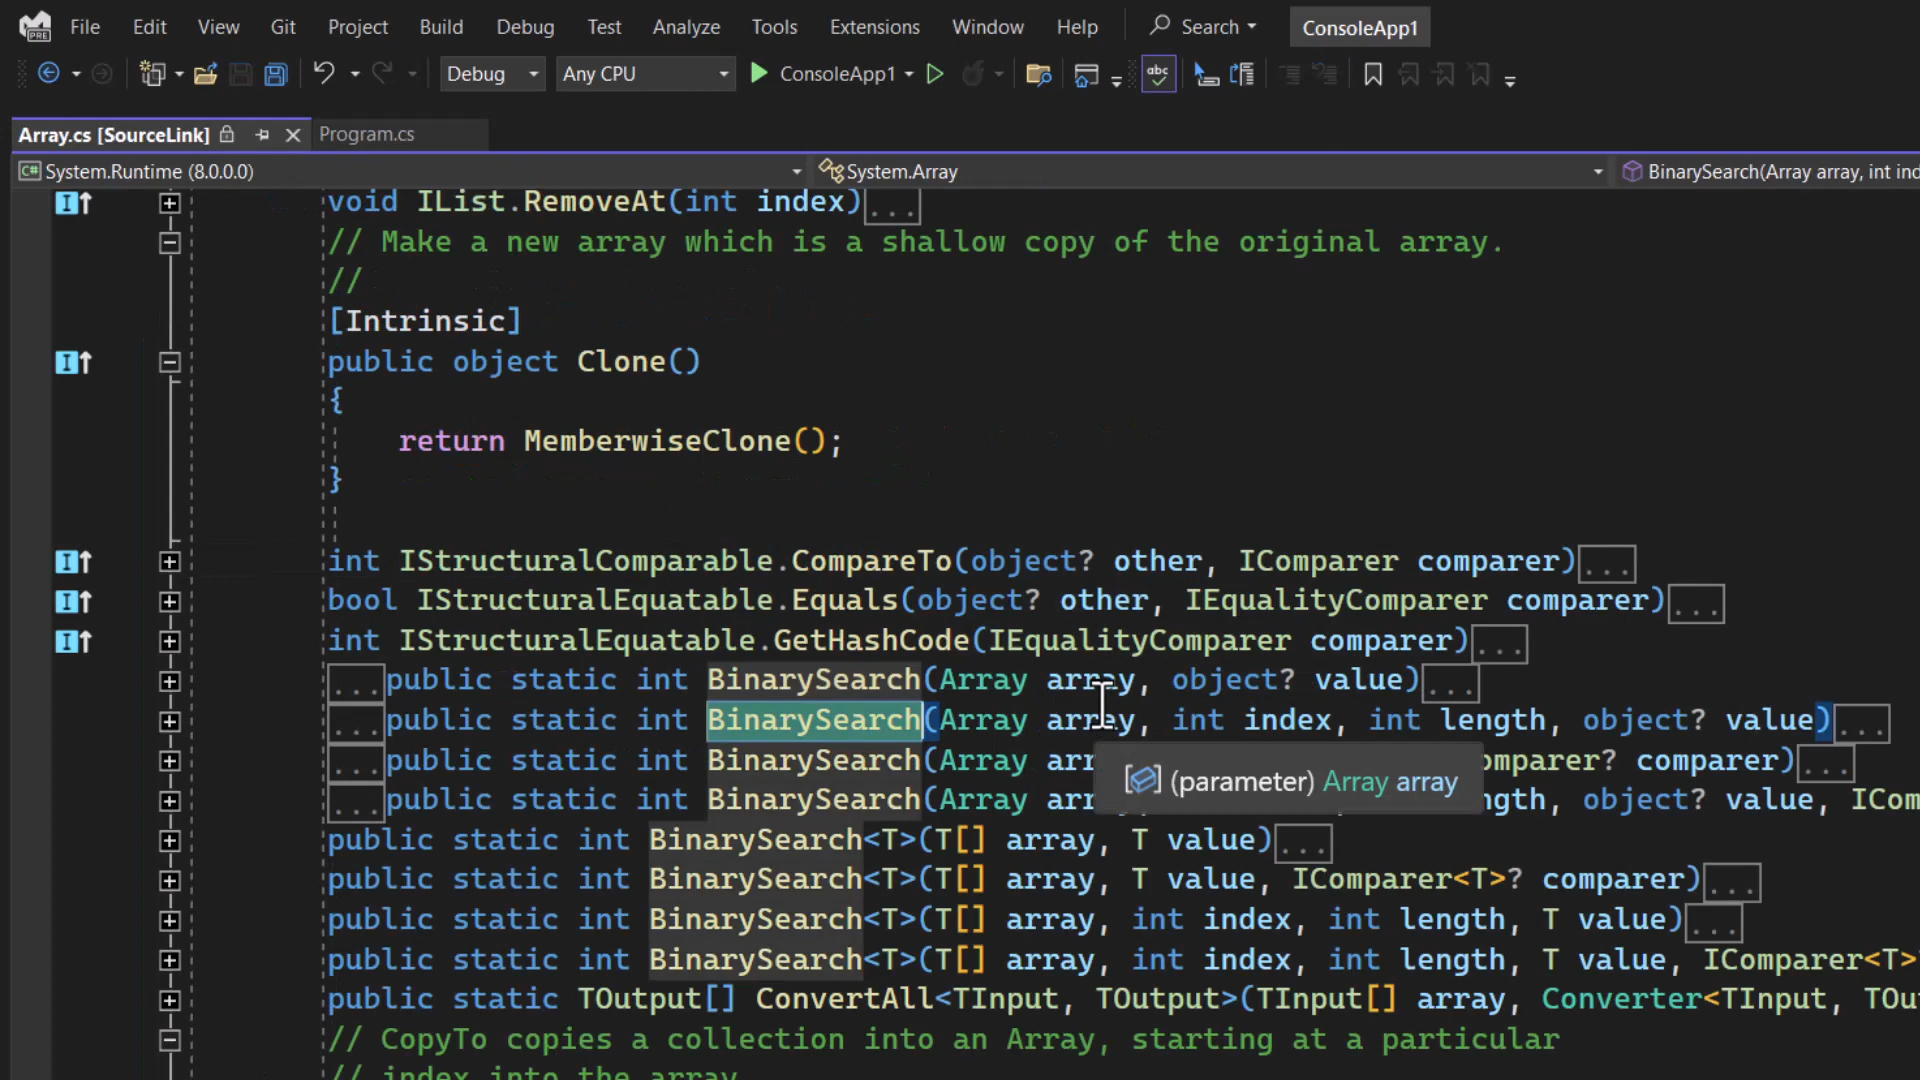 PRE File Edit View Git Project Build Debug Test Analyze Tools Extensions Window Help Search ConsoleApp1
Debug Any CPU ConsoleApp1 abc
Array.cs [SourceLink] Program.cs
C# System.Runtime (8.0.0.0) System.Array BinarySearch(Array array, int ind
void IList.RemoveAt(int index)...
// Make a new array which is a shallow copy of the original array.
//
[Intrinsic]
public object Clone()
{
return MemberwiseClone();
}
int IStructuralComparable.CompareTo(object? other, IComparer comparer)...
bool IStructuralEquatable.Equals(object? other, IEqualityComparer comparer)...
int IStructuralEquatable.GetHashCode(IEqualityComparer comparer)...
...public static int BinarySearch(Array array, object? value)...
...public static int BinarySearch(Array array, int index, int length, object? value)...
...public static int BinarySearch(Array arr omparer? comparer)...
(parameter) Array array
...public static int BinarySearch(Array arr ngth, object? value, ICom
public static int BinarySearch<T>(T[] array, T value)...
public static int BinarySearch<T>(T[] array, T value, IComparer<T>? comparer)...
public static int BinarySearch<T>(T[] array, int index, int length, T value)...
public static int BinarySearch<T>(T[] array, int index, int length, T value, IComparer<T>
public static TOutput[] ConvertAll<TInput, TOutput>(TInput[] array, Converter<TInput, TOu
// CopyTo copies a collection into an Array, starting at a particular
// index into the array